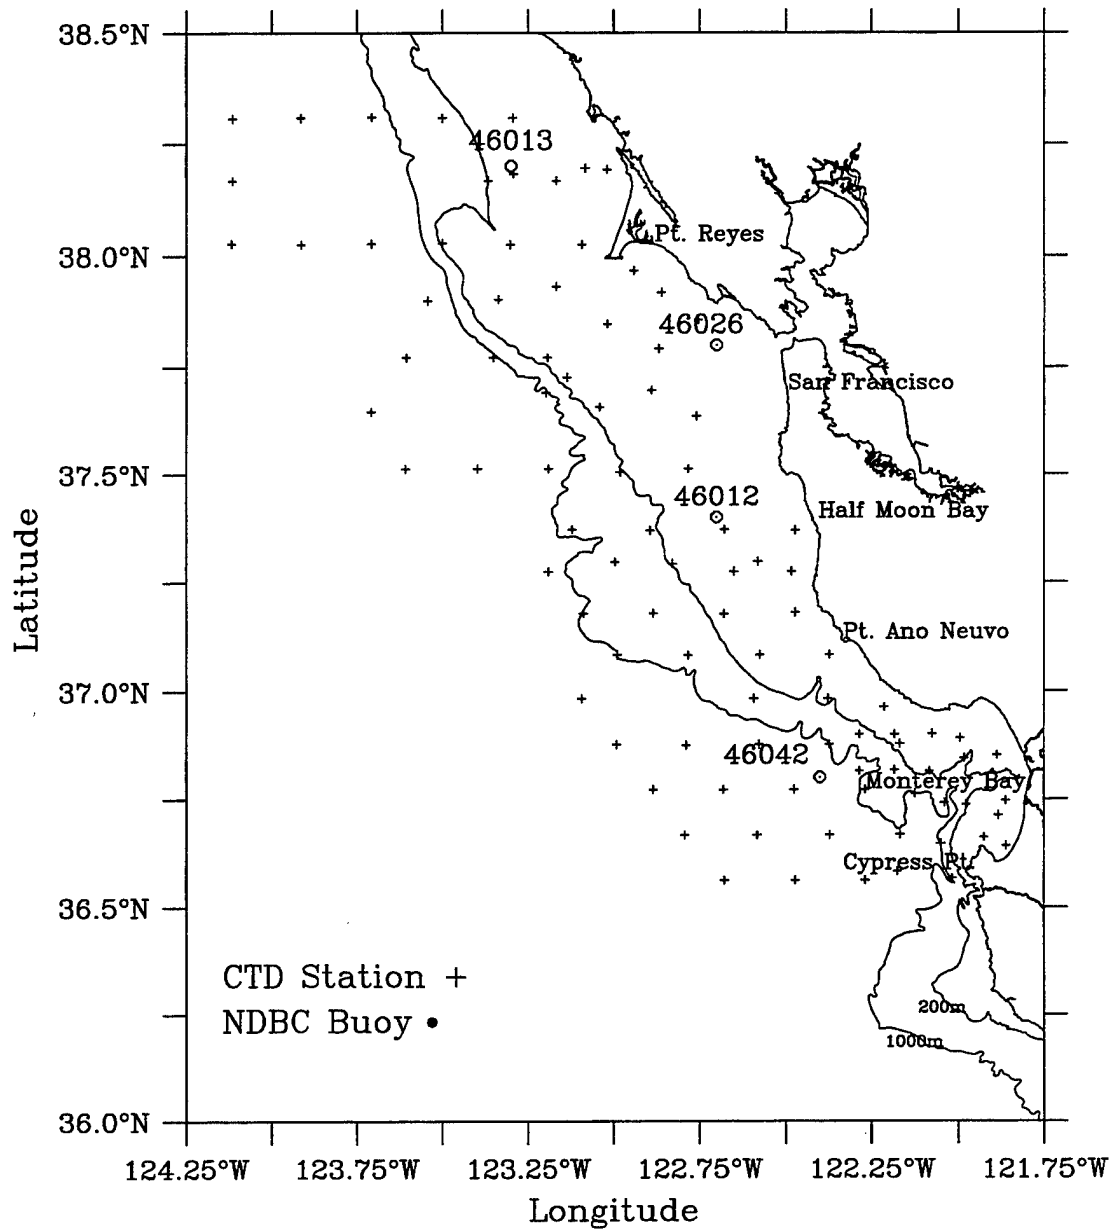 38.5°N
46013
Pt. Reyes
38.0°N
46026
San Francisco
37.5°N
46012
Half Moon Bay
Latitude
Pt. Ano Neuvo
37.0°N
46042
Monterey Bay
Cypress Pt.
36.5°N
CTD Station +
200m
NDBC Buoy •
1000m
36.0°N
124.25°W 123.75°W 123.25°W 122.75°W 122.25°W 121.75°W
Longitude